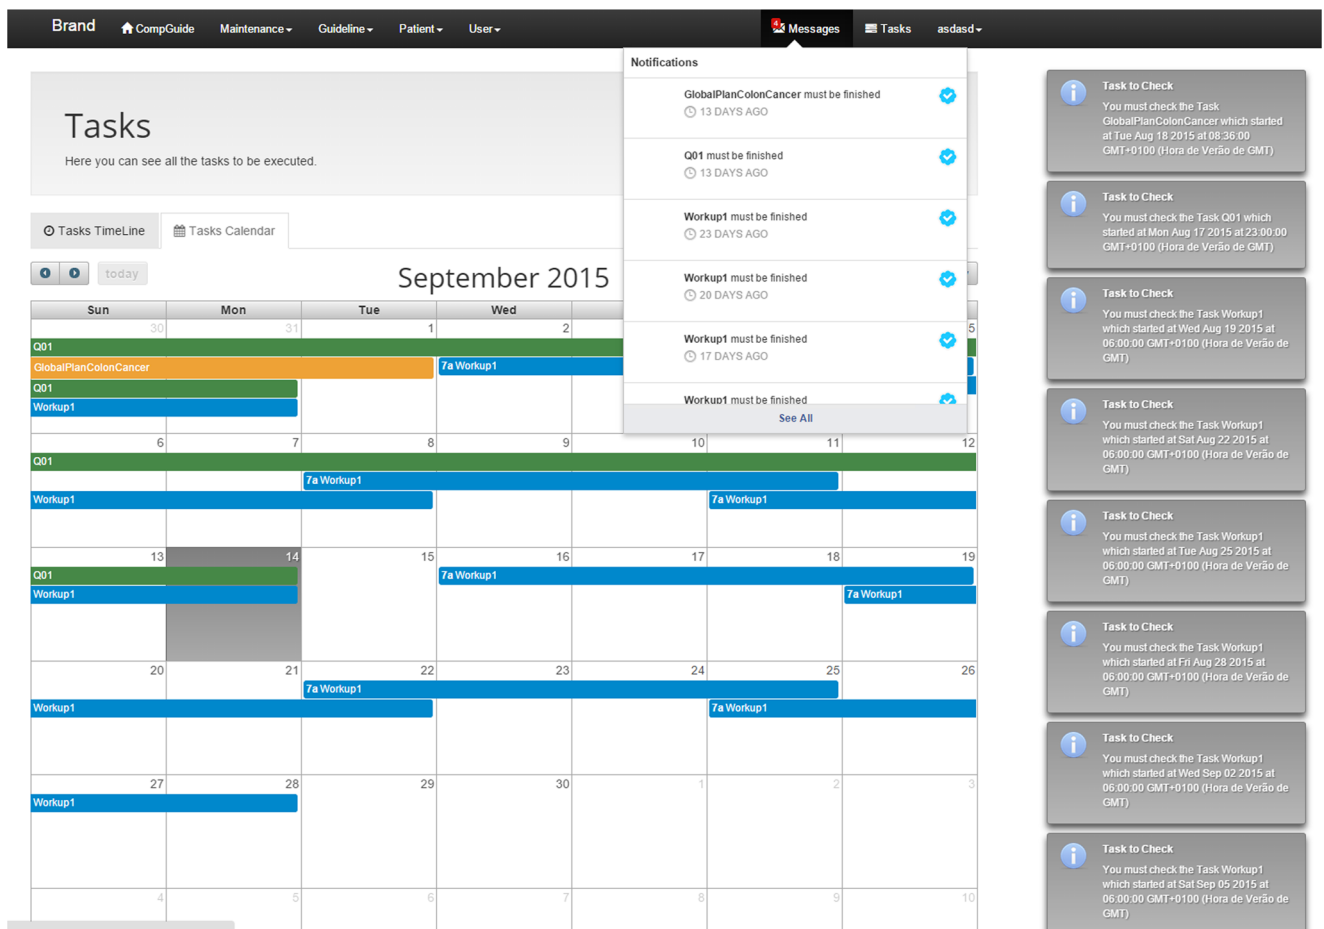 Brand CompGuide Maintenance Guideline Patient User 4 Messages Tasks asdasd
Notifications
GlobalPlanColonCancer must be finished
13 DAYS AGO
Q01 must be finished
13 DAYS AGO
Workup1 must be finished
23 DAYS AGO
Workup1 must be finished
20 DAYS AGO
Workup1 must be finished
17 DAYS AGO
Workup1 must be finished
See All
Tasks
Here you can see all the tasks to be executed.
Tasks TimeLine Tasks Calendar
today
September 2015
Sun Mon Tue Wed
30 31 1 2 5
Q01
GlobalPlanColonCancer 7a Workup1
Q01
Workup1
6 7 8 9 10 11 12
Q01
7a Workup1
Workup1 7a Workup1
13 14 15 16 17 18 19
Q01 7a Workup1
Workup1 7a Workup1
20 21 22 23 24 25 26
7a Workup1
Workup1 7a Workup1
27 28 29 30 1 2 3
Workup1
4 5 6 7 8 9 10
Task to Check
You must check the Task
GlobalPlanColonCancer which started
at Tue Aug 18 2015 at 08:36:00
GMT+0100 (Hora de Verão de GMT)
Task to Check
You must check the Task Q01 which
started at Mon Aug 17 2015 at 23:00:00
GMT+0100 (Hora de Verão de GMT)
Task to Check
You must check the Task Workup1
which started at Wed Aug 19 2015 at
06:00:00 GMT+0100 (Hora de Verão de
GMT)
Task to Check
You must check the Task Workup1
which started at Sat Aug 22 2015 at
06:00:00 GMT+0100 (Hora de Verão de
GMT)
Task to Check
You must check the Task Workup1
which started at Tue Aug 25 2015 at
06:00:00 GMT+0100 (Hora de Verão de
GMT)
Task to Check
You must check the Task Workup1
which started at Fri Aug 28 2015 at
06:00:00 GMT+0100 (Hora de Verão de
GMT)
Task to Check
You must check the Task Workup1
which started at Wed Sep 02 2015 at
06:00:00 GMT+0100 (Hora de Verão de
GMT)
Task to Check
You must check the Task Workup1
which started at Sat Sep 05 2015 at
06:00:00 GMT+0100 (Hora de Verão de
GMT)